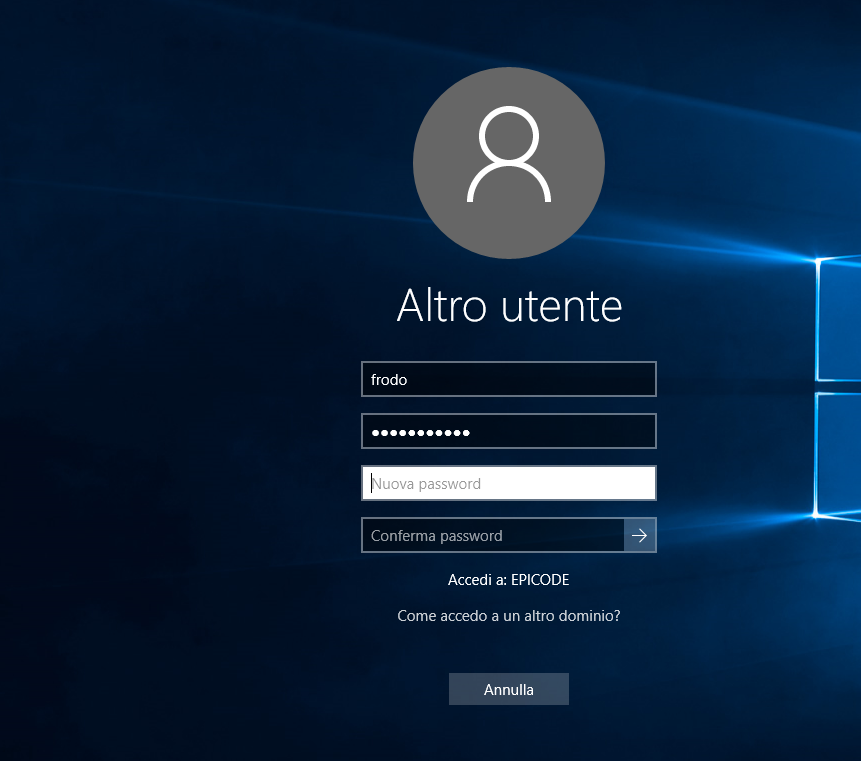 Altro utente
frodo
●●●●●●●●●●●
Nuova password
Conferma password
Accedi a: EPICODE
Come accedo a un altro dominio?
Annulla